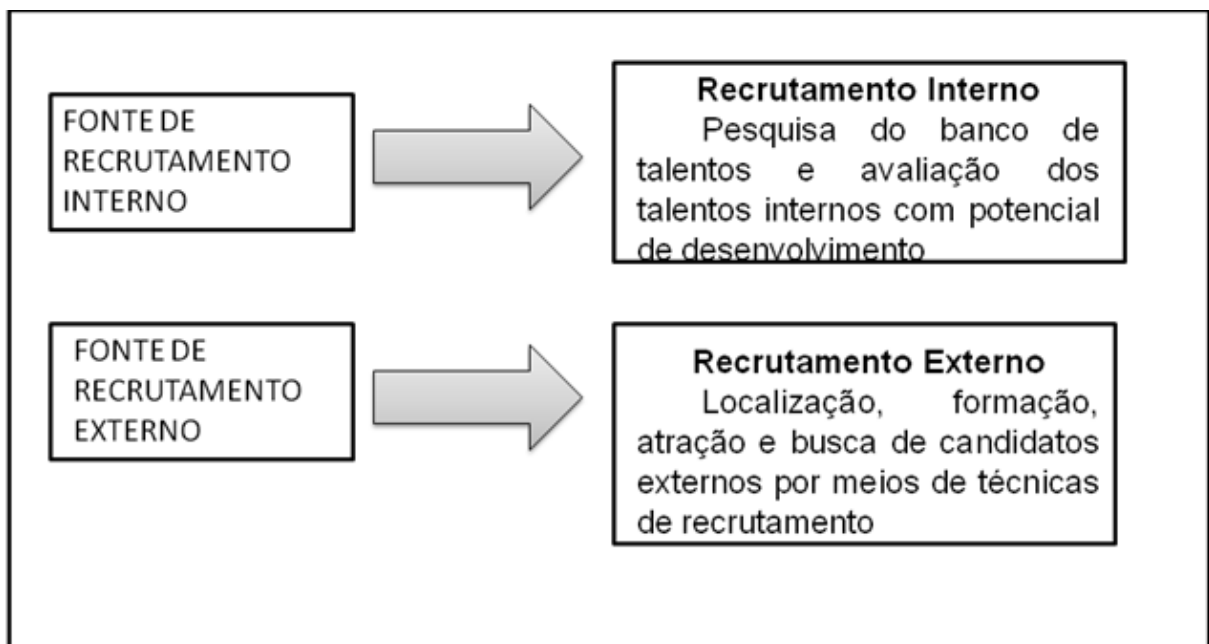 FONTE DE
RECRUTAMENTO
INTERNO
Recrutamento Interno
Pesquisa do banco de
talentos e avaliação dos
talentos internos com potencial
de desenvolvimento
FONTE DE
RECRUTAMENTO
EXTERNO
Recrutamento Externo
Localização, formação,
atração e busca de candidatos
externos por meios de técnicas
de recrutamento